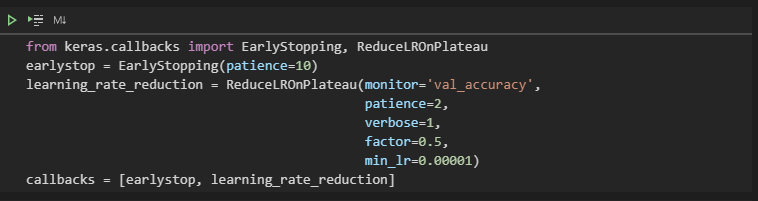 M↓
from keras.callbacks import EarlyStopping, ReduceLROnPlateau
earlystop = EarlyStopping(patience=10)
learning_rate_reduction = ReduceLROnPlateau(monitor='val_accuracy',
                                            patience=2,
                                            verbose=1,
                                            factor=0.5,
                                            min_lr=0.00001)
callbacks = [earlystop, learning_rate_reduction]